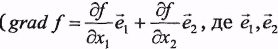 (grad f = ∂f/∂x₁ e⃗₁ + ∂f/∂x₂ e⃗₂, де e⃗₁, e⃗₂